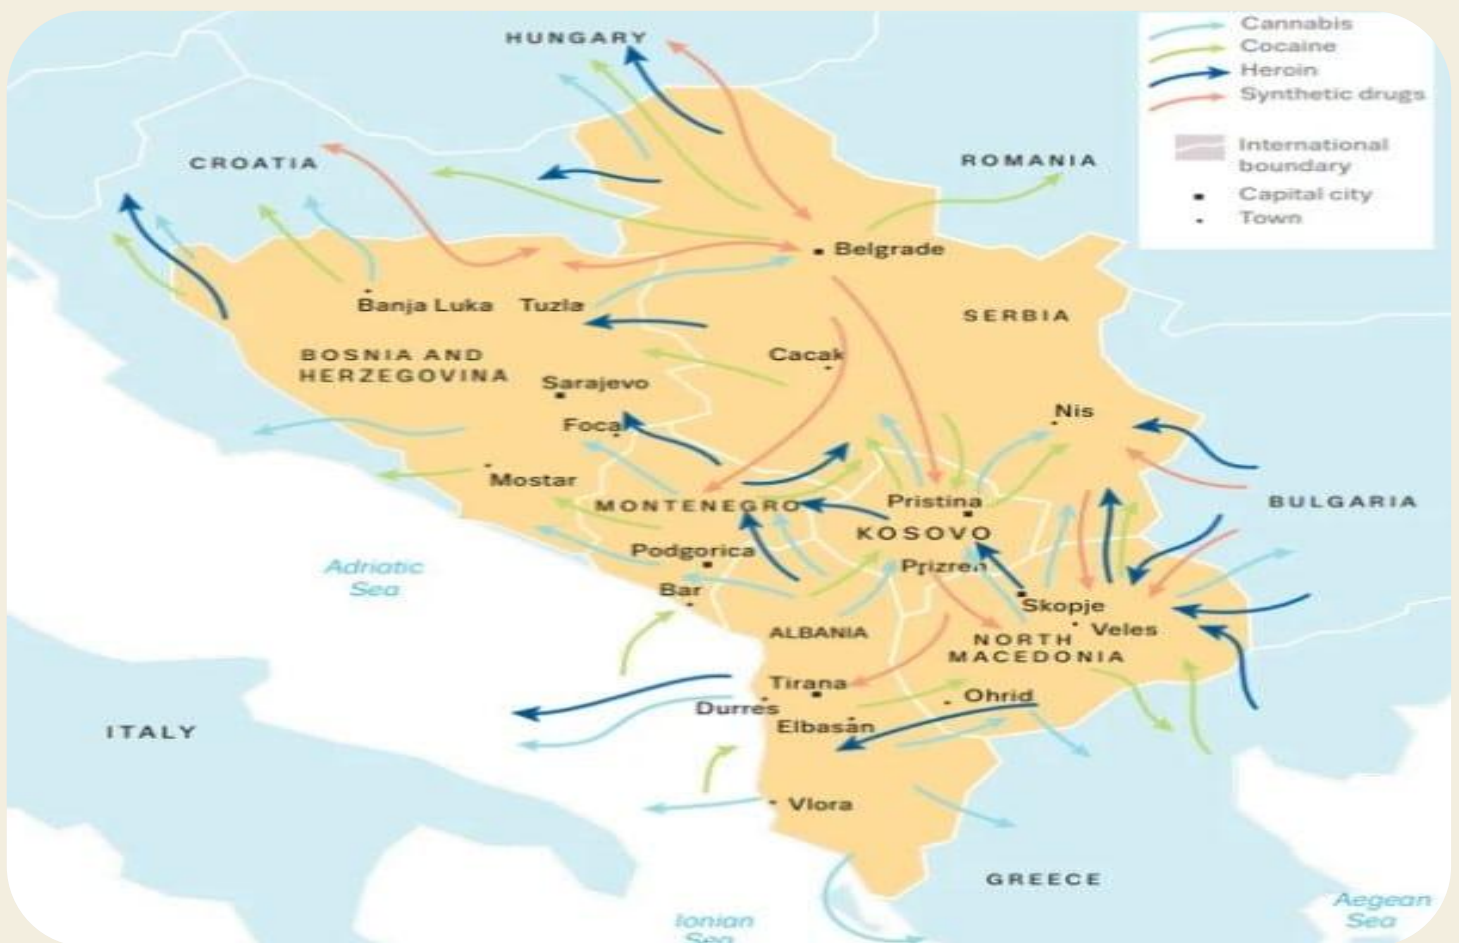 Cannabis
Cocaine
Heroin
Synthetic drugs
International
boundary
Capital city
Town
HUNGARY
CROATIA
ROMANIA
Belgrade
Banja Luka
Tuzla
SERBIA
BOSNIA AND
HERZEGOVINA
Cacak
Sarajevo
Nis
Foca
Mostar
MONTENEGRO
Pristina
BULGARIA
KOSOVO
Podgorica
Prizren
Adriatic
Sea
Bar
Skopje
Veles
ALBANIA
NORTH
MACEDONIA
Tirana
Ohrid
Durres
Elbasan
ITALY
Vlora
GREECE
Ionian
Sea
Aegean
Sea